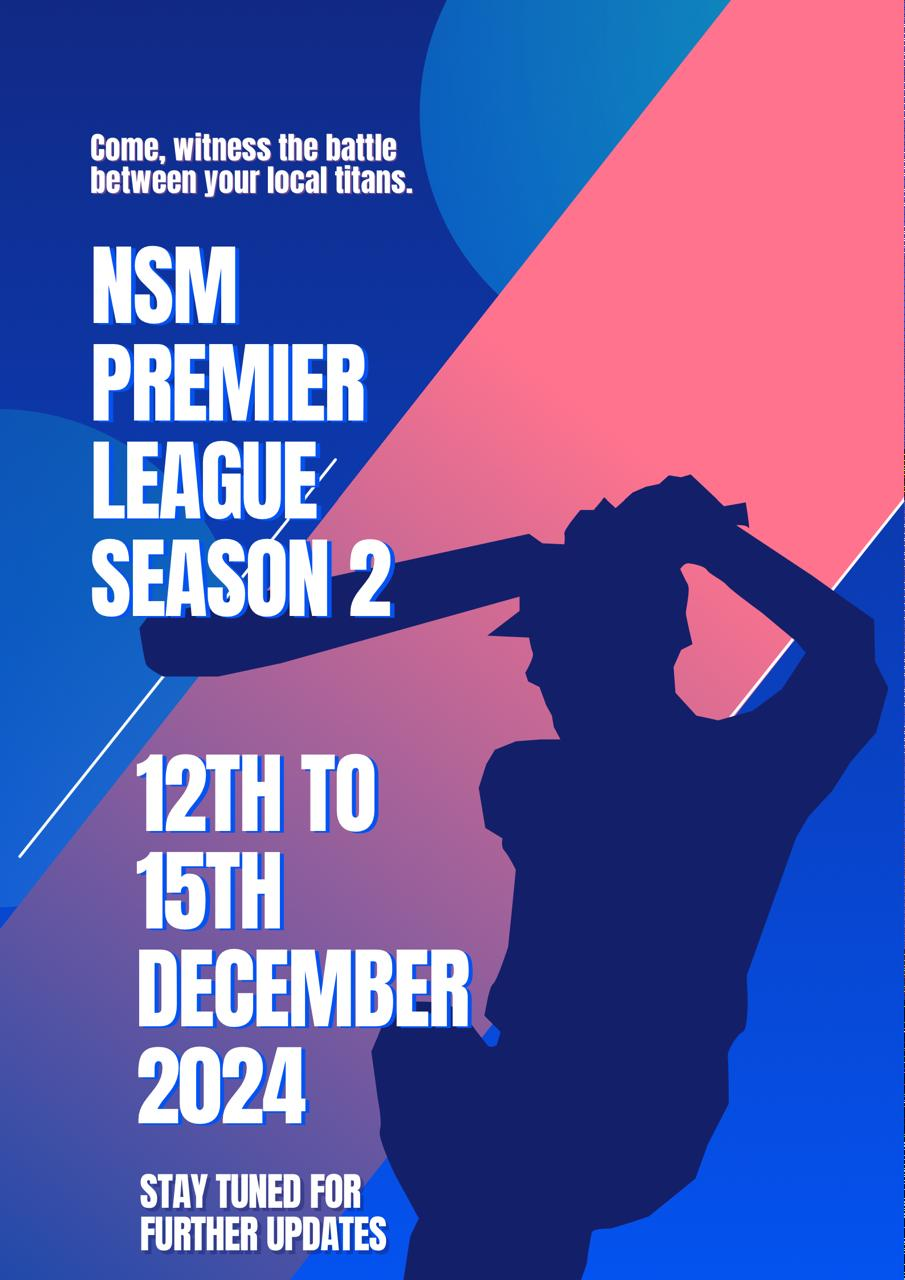 Come, witness the battle
between your local titans.
NSM
PREMIER
LEAGUE
SEASON 2
12TH TO
15TH
DECEMBER
2024
STAY TUNED FOR
FURTHER UPDATES